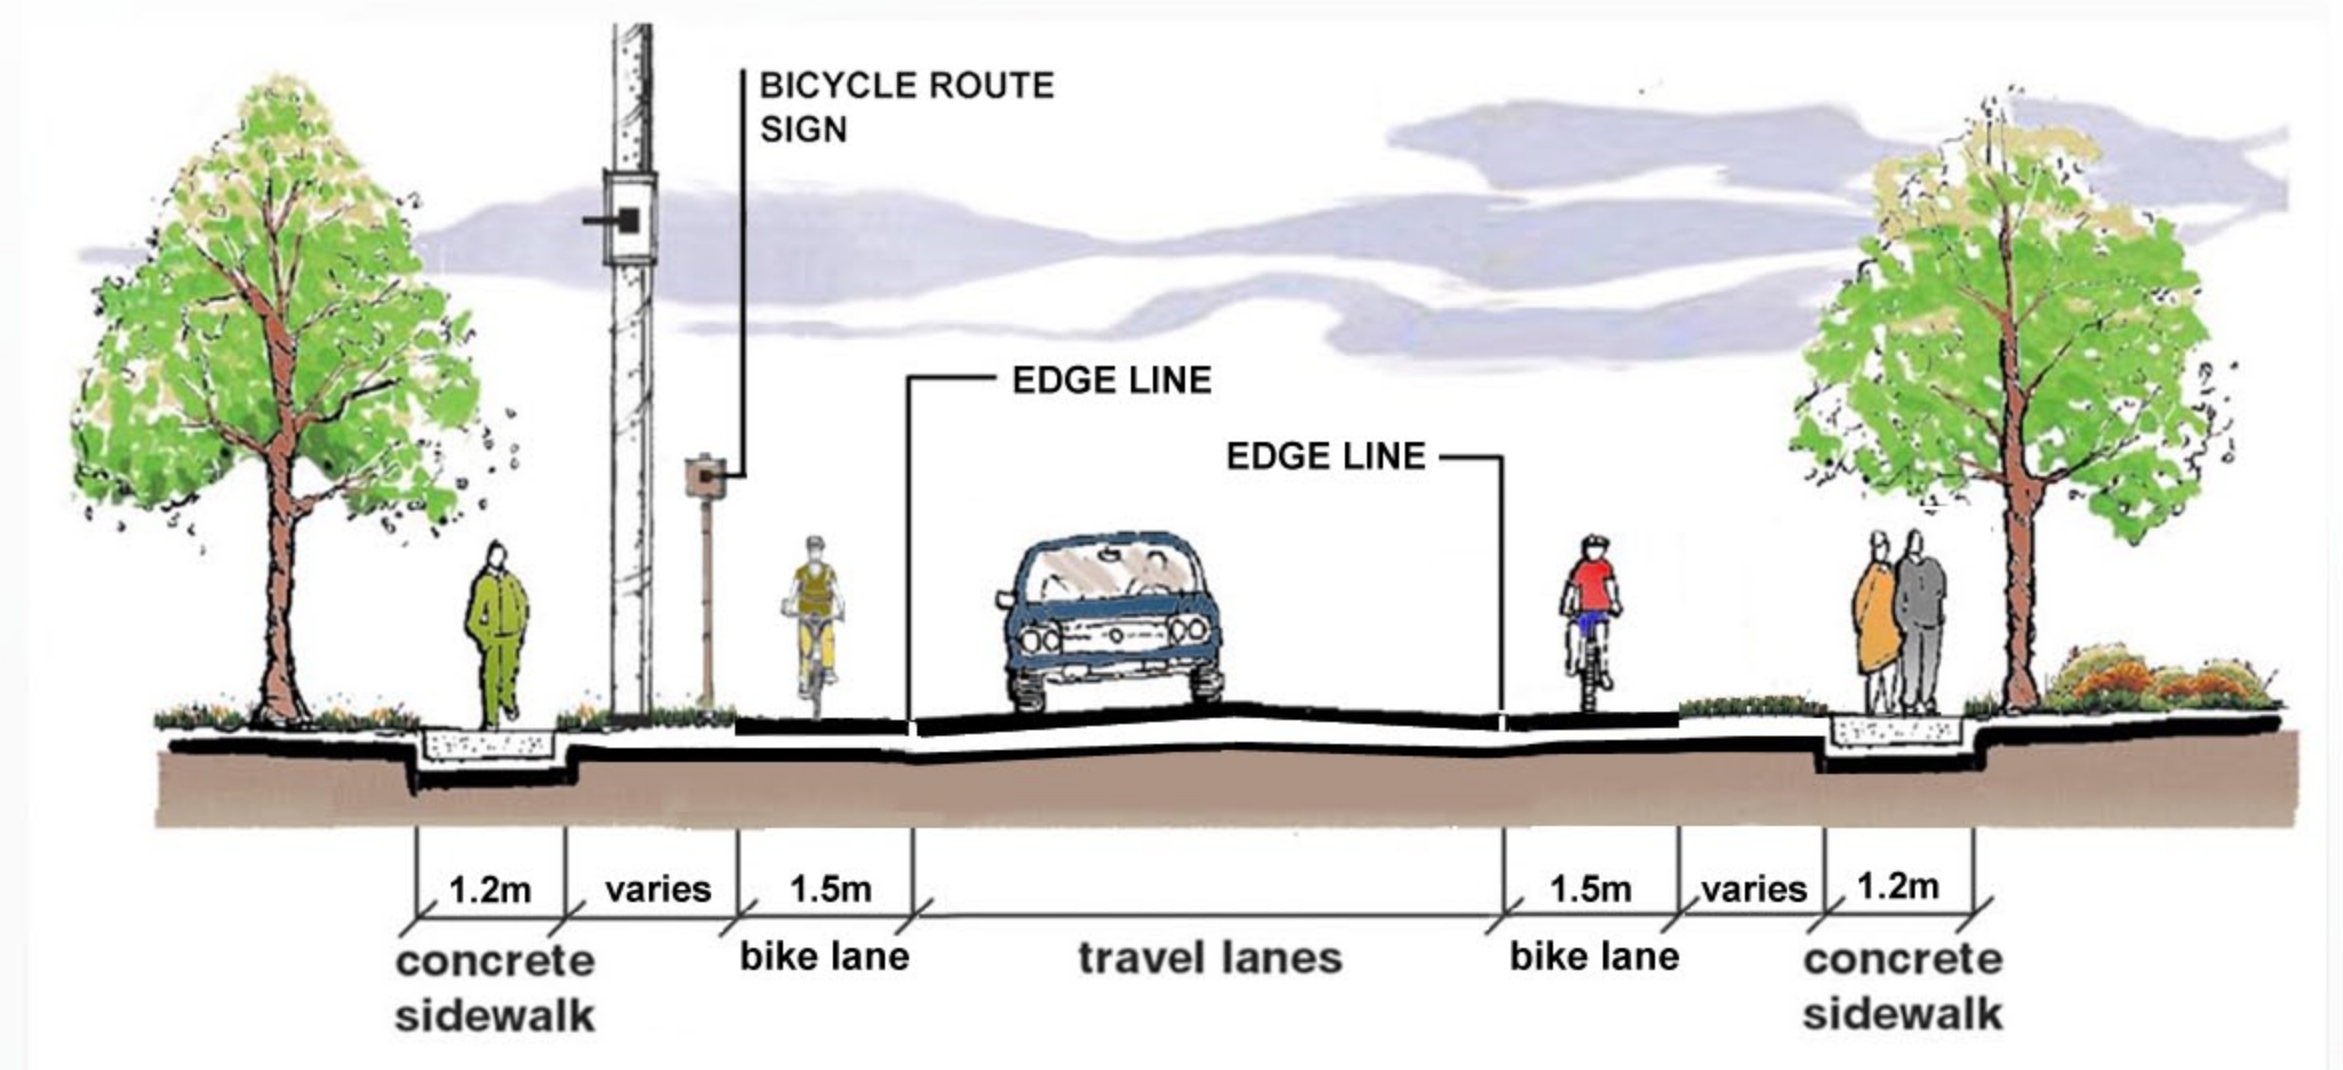 BICYCLE ROUTE
SIGN
EDGE LINE
EDGE LINE
1.2m
varies
1.5m
1.5m
varies
1.2m
concrete
sidewalk
bike lane
travel lanes
bike lane
concrete
sidewalk